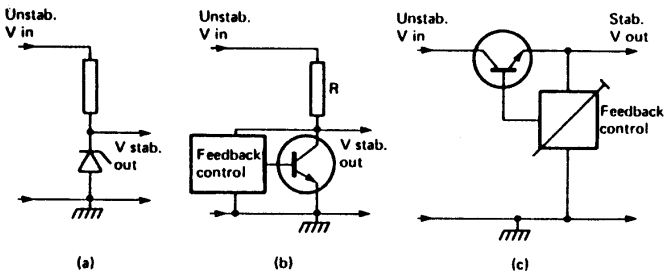 Unstab.
V in
V stab.
out
(a)
Unstab.
V in
R
Feedback
control
V stab.
out
(b)
Unstab.
V in
Stab.
V out
Feedback
control
(c)